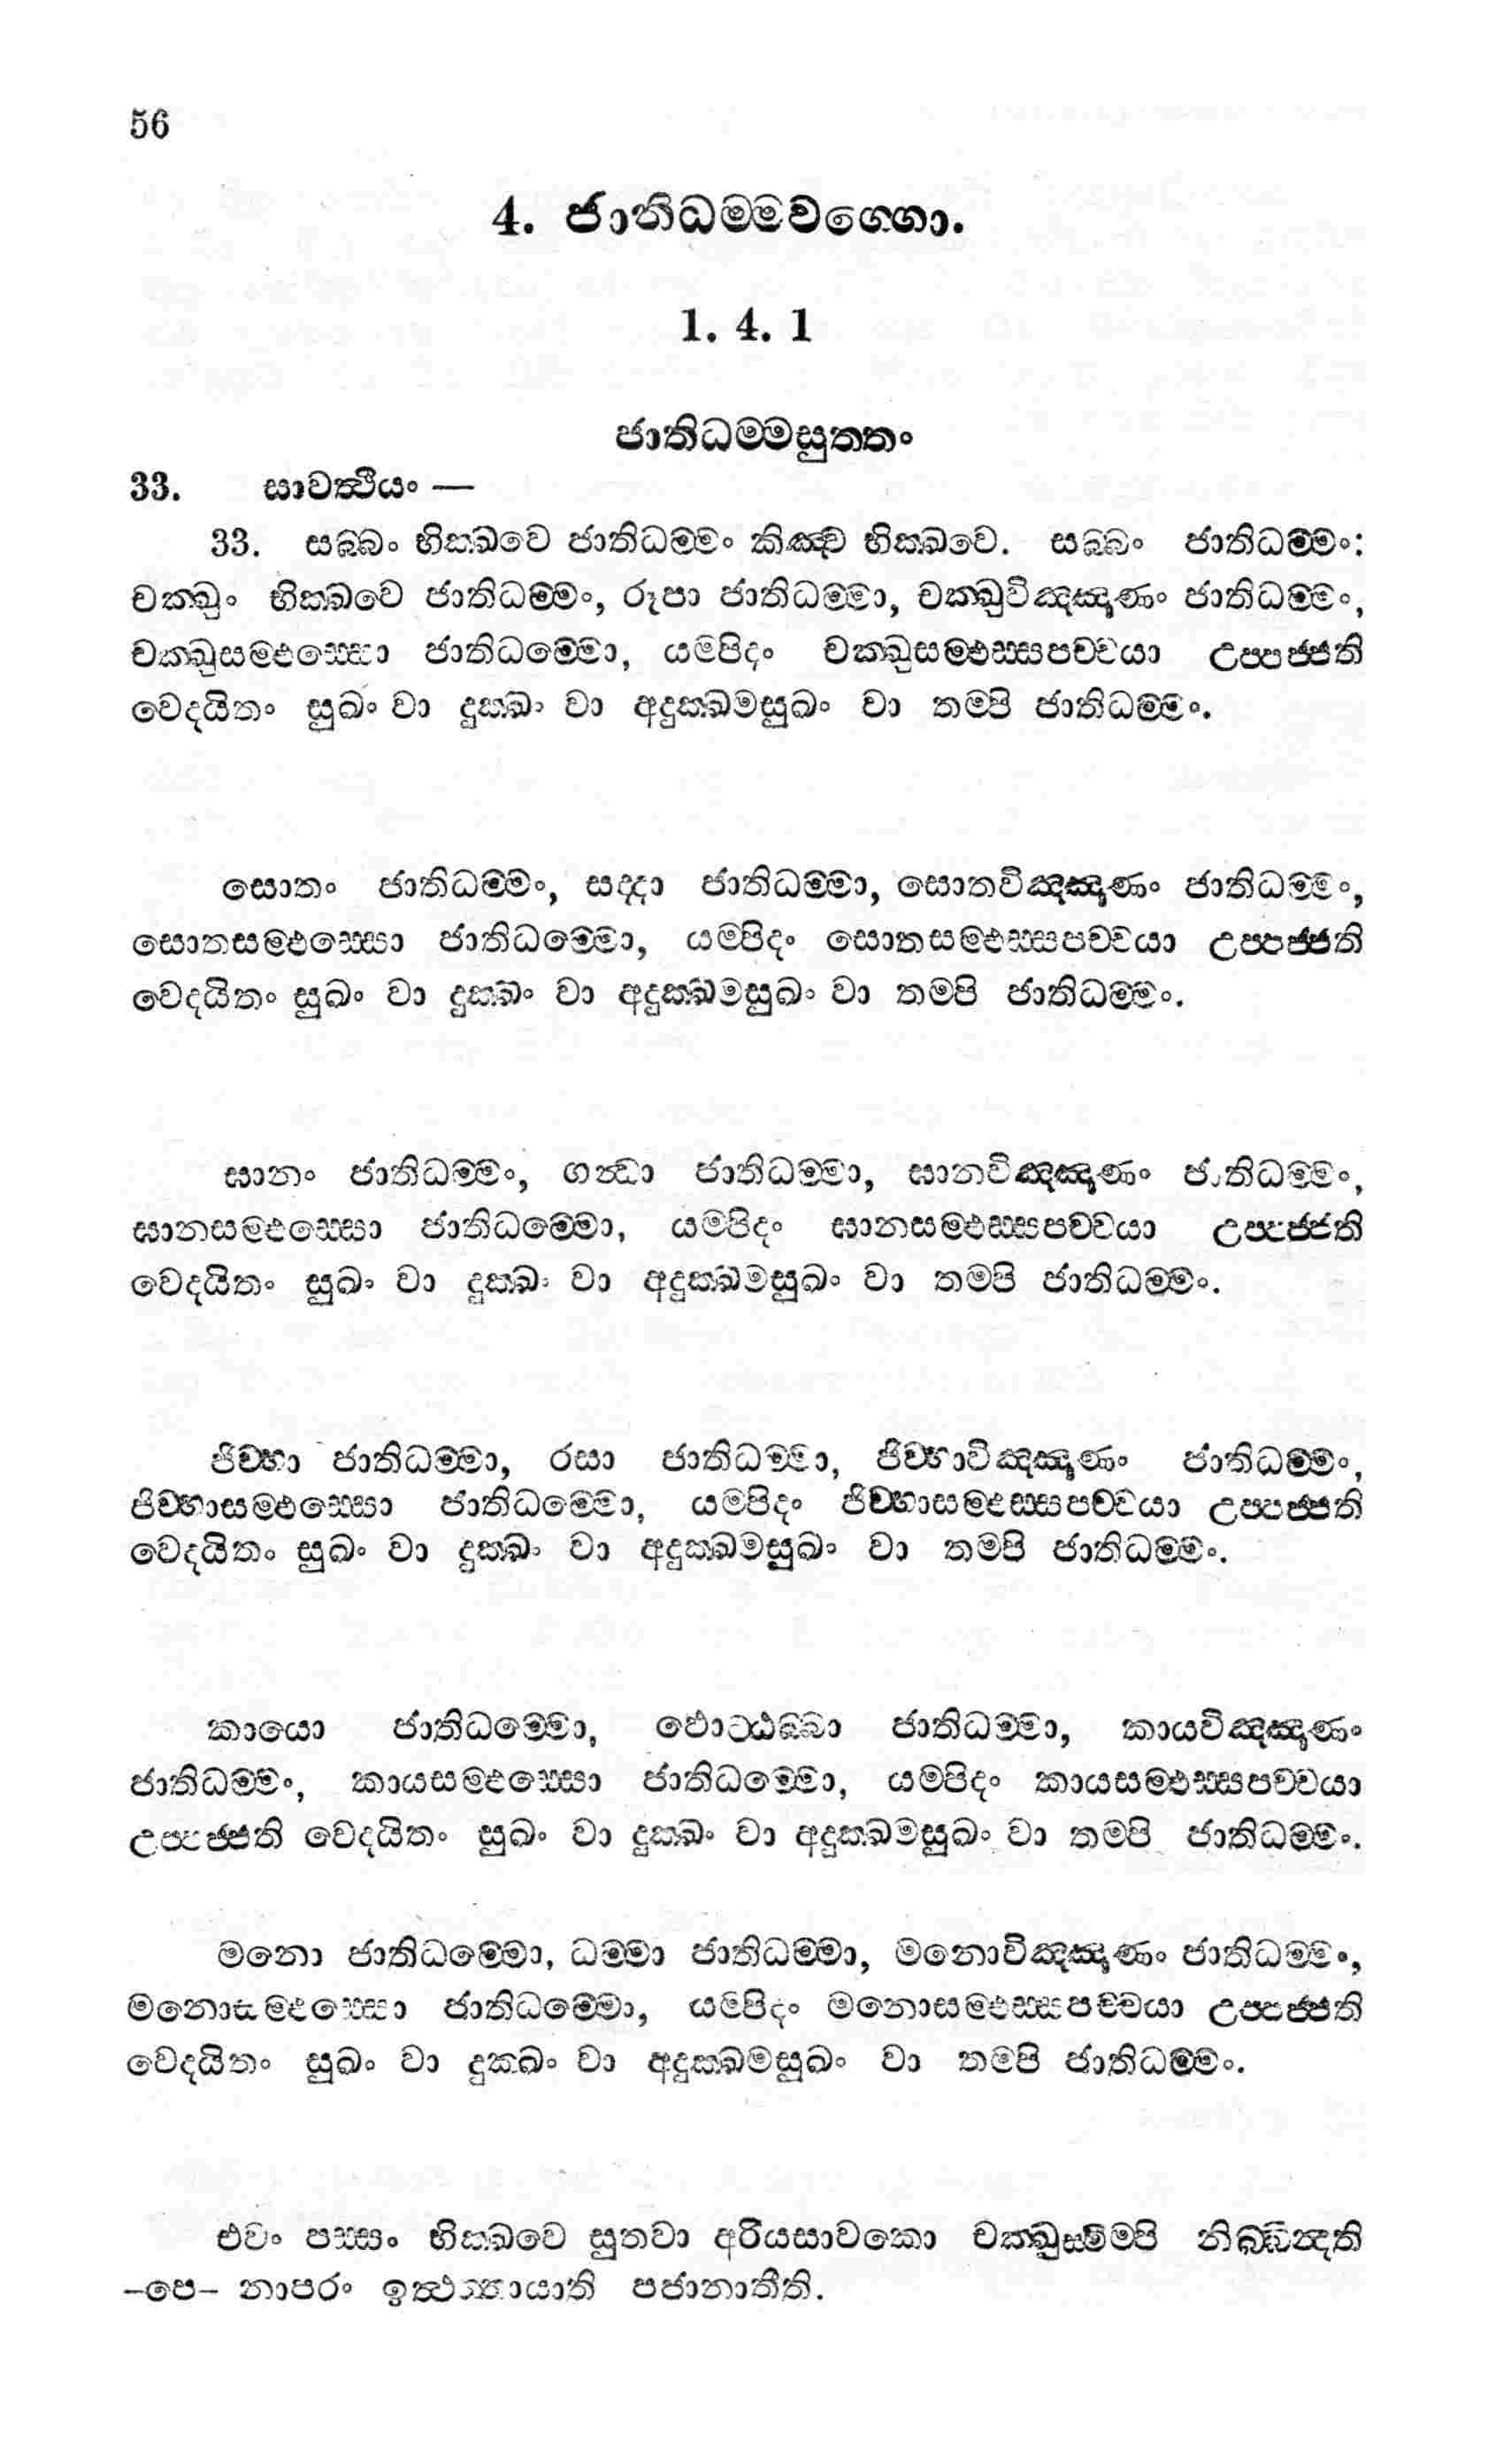 56
4. ජාතිධම්මවග්ගො.
1. 4. 1
ජාතිධම්මසුත්තං
33. සාවත්ථියං —
33. සබ්බං භික්ඛවෙ ජාතිධම්මං කිඤ්ච භික්ඛවෙ. සබ්බං ජාතිධම්මං:
චක්ඛුං භික්ඛවෙ ජාතිධම්මං, රූපා ජාතිධම්මා, චක්ඛුවිඤ්ඤාණං ජාතිධම්මං,
චක්ඛුසම්ඵස්සො ජාතිධම්මො, යම්පිදං චක්ඛුසම්ඵස්සපච්චයා උප්පජ්ජති
වෙදයිතං සුඛං වා දුක්ඛං වා අදුක්ඛමසුඛං වා තම්පි ජාතිධම්මං.
සොතං ජාතිධම්මං, සද්දා ජාතිධම්මා, සොතවිඤ්ඤාණං ජාතිධම්මං,
සොතසම්ඵස්සො ජාතිධම්මො, යම්පිදං සොතසම්ඵස්සපච්චයා උප්පජ්ජති
වෙදයිතං සුඛං වා දුක්ඛං වා අදුක්ඛමසුඛං වා තම්පි ජාතිධම්මං.
ඝානං ජාතිධම්මං, ගන්ධා ජාතිධම්මා, ඝානවිඤ්ඤාණං ජාතිධම්මං,
ඝානසම්ඵස්සො ජාතිධම්මො, යම්පිදං ඝානසම්ඵස්සපච්චයා උප්පජ්ජති
වෙදයිතං සුඛං වා දුක්ඛං වා අදුක්ඛමසුඛං වා තම්පි ජාතිධම්මං.
ජිව්හා ජාතිධම්මා, රසා ජාතිධම්මා, ජිව්හාවිඤ්ඤාණං ජාතිධම්මං,
ජිව්හාසම්ඵස්සො ජාතිධම්මො, යම්පිදං ජිව්හාසම්ඵස්සපච්චයා උප්පජ්ජති
වෙදයිතං සුඛං වා දුක්ඛං වා අදුක්ඛමසුඛං වා තම්පි ජාතිධම්මං.
කායො ජාතිධම්මො, ඵොට්ඨබ්බා ජාතිධම්මා, කායවිඤ්ඤාණං
ජාතිධම්මං, කායසම්ඵස්සො ජාතිධම්මො, යම්පිදං කායසම්ඵස්සපච්චයා
උප්පජ්ජති වෙදයිතං සුඛං වා දුක්ඛං වා අදුක්ඛමසුඛං වා තම්පි ජාතිධම්මං.
මනො ජාතිධම්මො, ධම්මා ජාතිධම්මා, මනොවිඤ්ඤාණං ජාතිධම්මං,
මනොසම්ඵස්සො ජාතිධම්මො, යම්පිදං මනොසම්ඵස්සපච්චයා උප්පජ්ජති
වෙදයිතං සුඛං වා දුක්ඛං වා අදුක්ඛමසුඛං වා තම්පි ජාතිධම්මං.
එවං පස්සං භික්ඛවෙ සුතවා අරියසාවකො චක්ඛුස්මිම්පි නිබ්බින්දති
-පෙ- නාපරං ඉත්ථත්තායාති පජානාතීති.